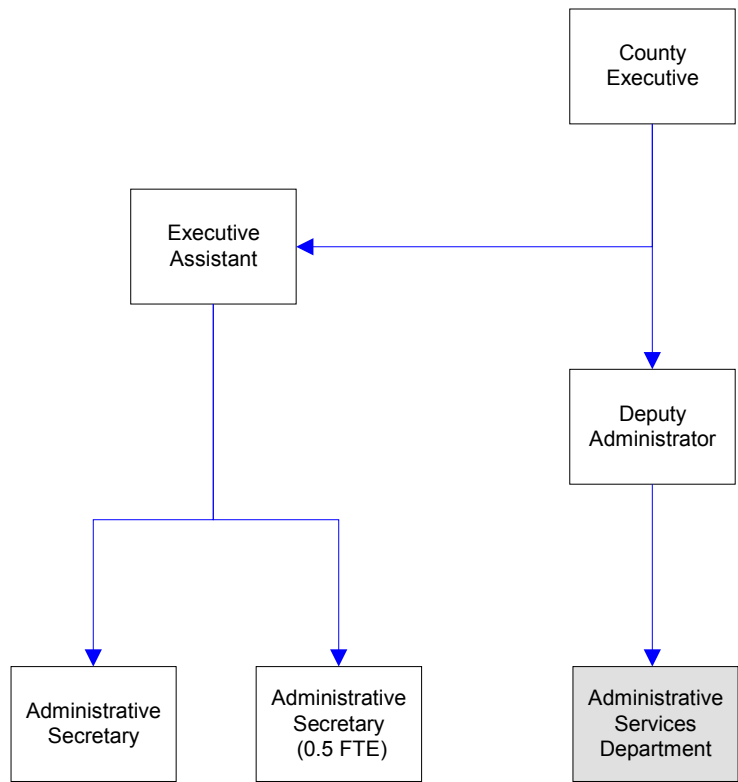 County
Executive
Executive
Assistant
Deputy
Administrator
Administrative
Secretary
Administrative
Secretary
(0.5 FTE)
Administrative
Services
Department